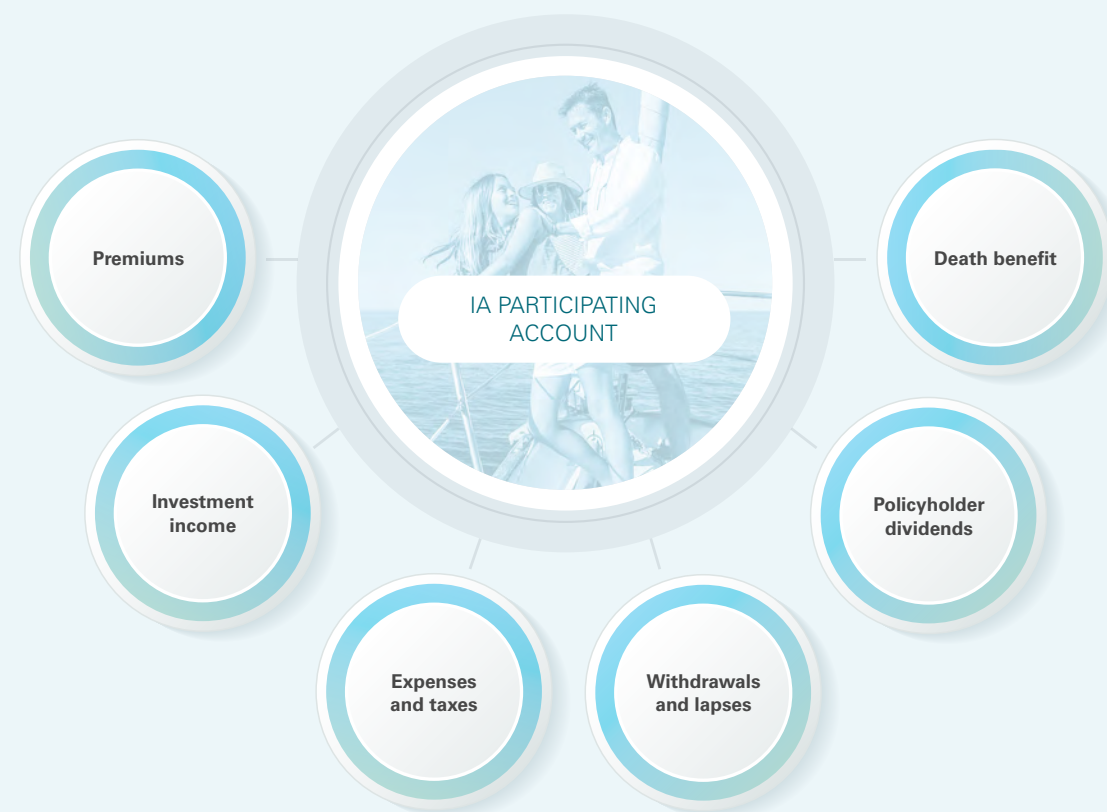 IA PARTICIPATING
ACCOUNT
Premiums
Investment
income
Expenses
and taxes
Withdrawals
and lapses
Policyholder
dividends
Death benefit